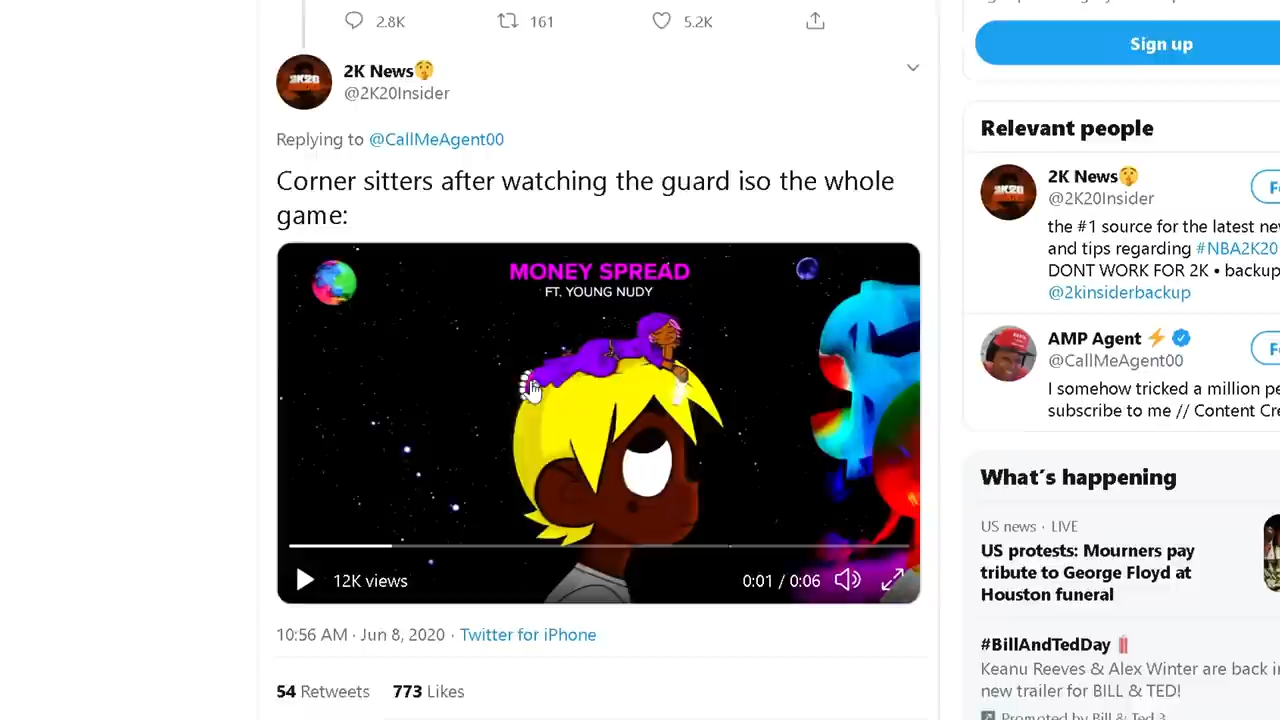 2.8K 161 5.2K
2K News🤫
@2K20Insider
Replying to @CallMeAgent00
Corner sitters after watching the guard iso the whole
game:
MONEY SPREAD
FT. YOUNG NUDY
12K views 0:01 / 0:06
10:56 AM · Jun 8, 2020 · Twitter for iPhone
54 Retweets 773 Likes
Sign up
Relevant people
2K News🤫
@2K20Insider
the #1 source for the latest
and tips regarding #NBA2K20
DONT WORK FOR 2K • backup
@2kinsiderbackup
AMP Agent ⚡
@CallMeAgent00
I somehow tricked a million
subscribe to me // Content
What's happening
US news · LIVE
US protests: Mourners pay
tribute to George Floyd at
Houston funeral
#BillAndTedDay
Keanu Reeves & Alex Winter are back
new trailer for BILL & TED!
Promoted by Bill & Ted 3